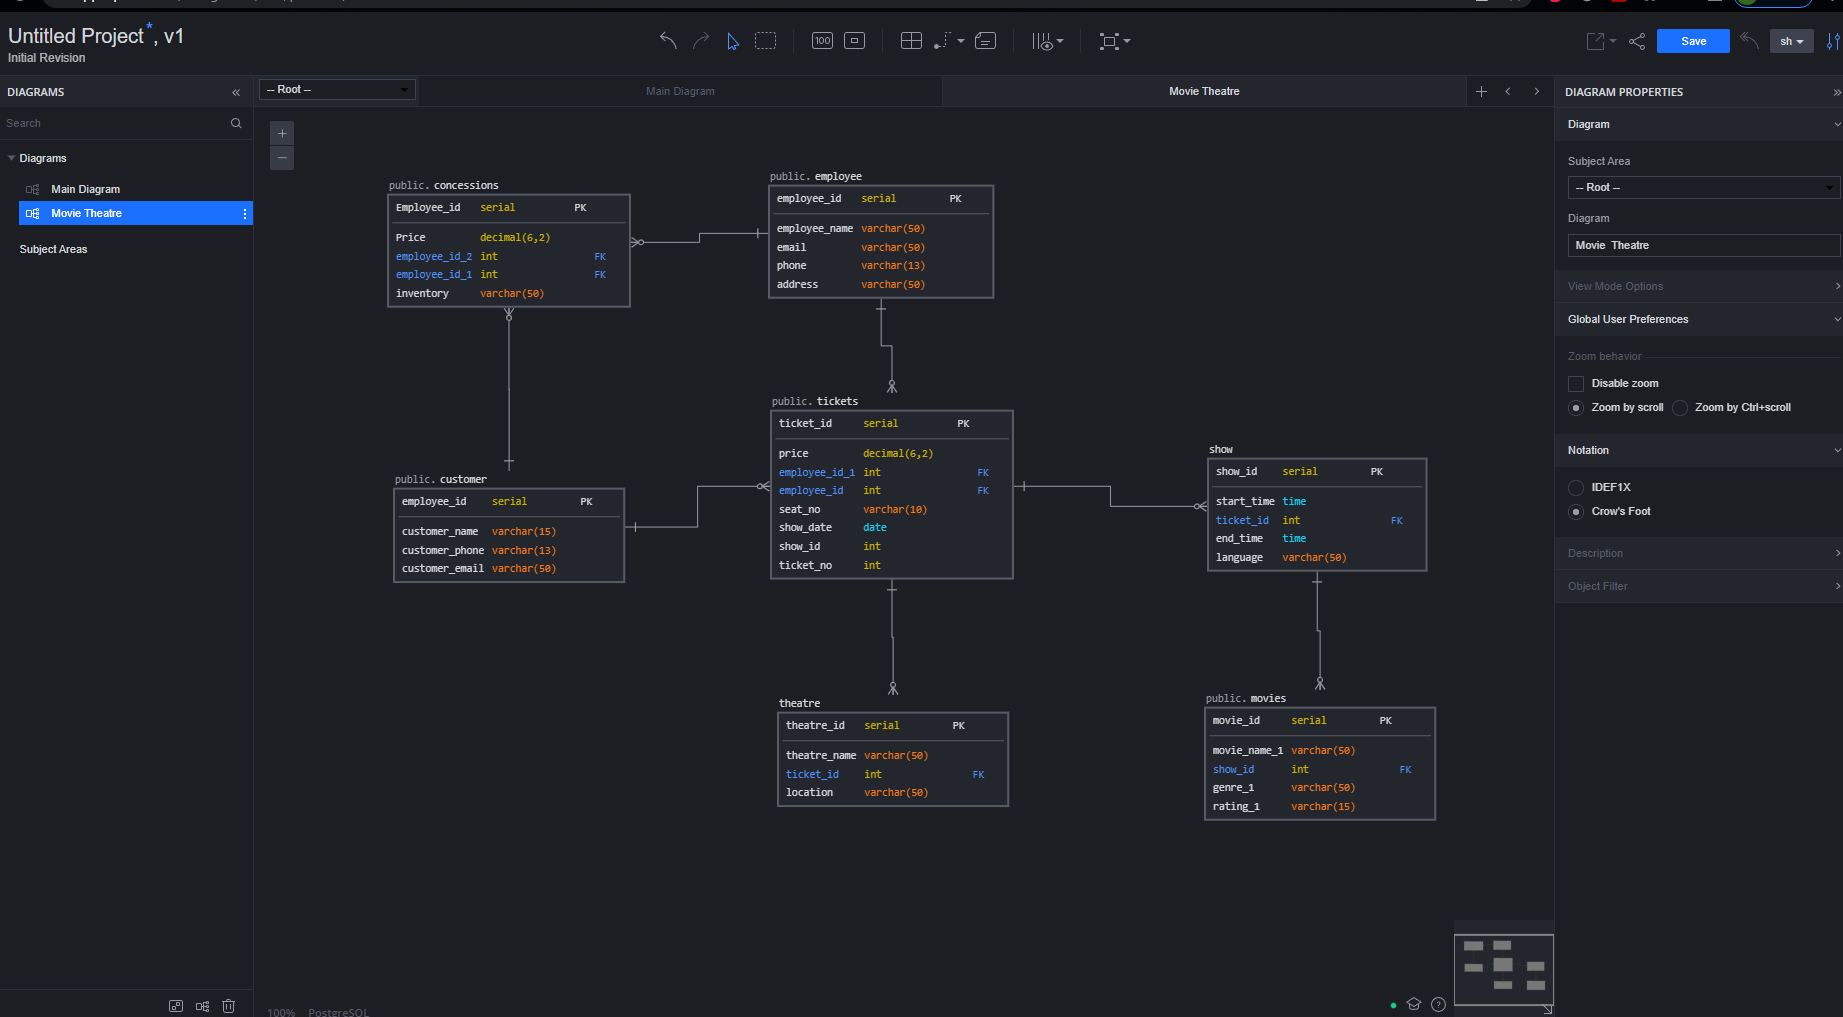 Untitled Project*, v1
Initial Revision
100
Save
sh
DIAGRAMS
-- Root --
Main Diagram
Movie Theatre
DIAGRAM PROPERTIES
Search
Diagrams
Main Diagram
Movie Theatre
Subject Areas
public. concessions
Employee_id serial PK
Price decimal(6,2)
employee_id_2 int FK
employee_id_1 int FK
inventory varchar(50)
public. employee
employee_id serial PK
employee_name varchar(50)
email varchar(50)
phone varchar(13)
address varchar(50)
public. tickets
ticket_id serial PK
price decimal(6,2)
employee_id_1 int FK
employee_id int FK
seat_no varchar(10)
show_date date
show_id int
ticket_no int
public. customer
employee_id serial PK
customer_name varchar(15)
customer_phone varchar(13)
customer_email varchar(50)
show
show_id serial PK
start_time time
ticket_id int FK
end_time time
language varchar(50)
theatre
theatre_id serial PK
theatre_name varchar(50)
ticket_id int FK
location varchar(50)
public. movies
movie_id serial PK
movie_name_1 varchar(50)
show_id int FK
genre_1 varchar(50)
rating_1 varchar(15)
Diagram
Subject Area
-- Root --
Diagram
Movie Theatre
View Mode Options
Global User Preferences
Zoom behavior
Disable zoom
Zoom by scroll
Zoom by Ctrl+scroll
Notation
IDEF1X
Crow's Foot
Description
Object Filter
100% PostgreSQL